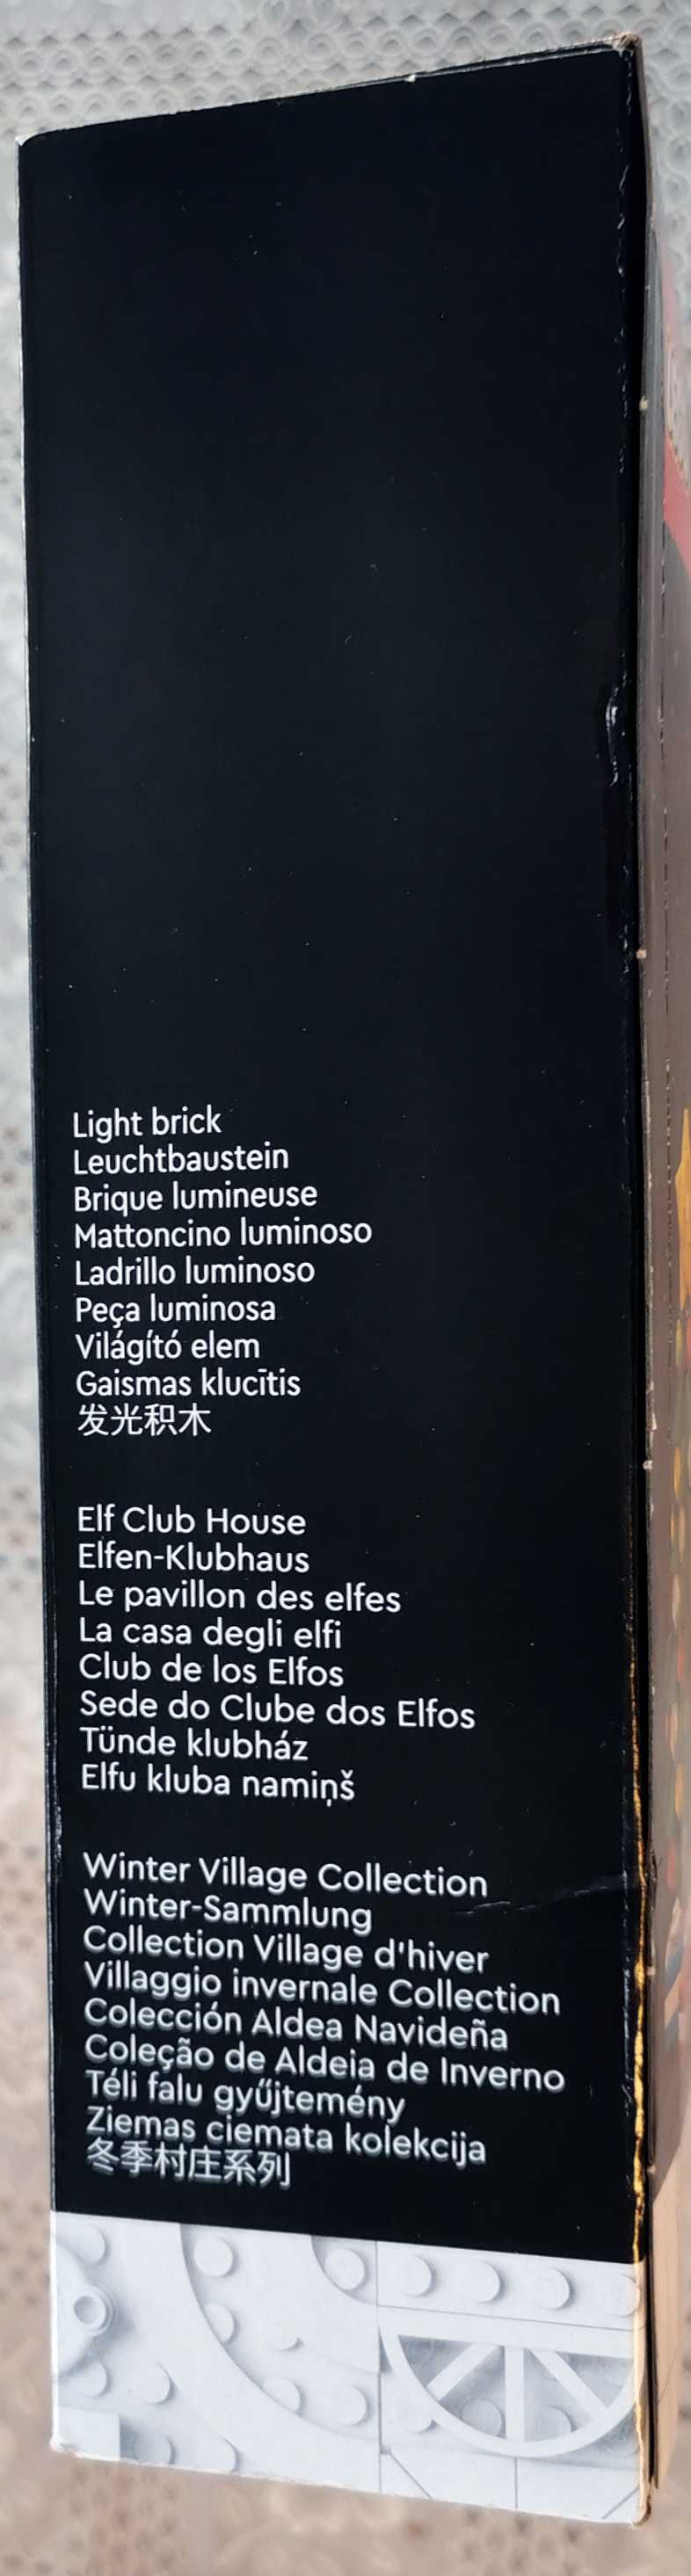 Light brick
Leuchtbaustein
Brique lumineuse
Mattoncino luminoso
Ladrillo luminoso
Peça luminosa
Világító elem
Gaismas klucītis
发光积木
Elf Club House
Elfen-Klubhaus
Le pavillon des elfes
La casa degli elfi
Club de los Elfos
Sede do Clube dos Elfos
Tünde klubház
Elfu kluba namiņš
Winter Village Collection
Winter-Sammlung
Collection Village d'hiver
Villaggio invernale Collection
Colección Aldea Navideña
Coleção de Aldeia de Inverno
Téli falu gyűjtemény
Ziemas ciemata kolekcija
冬季村庄系列